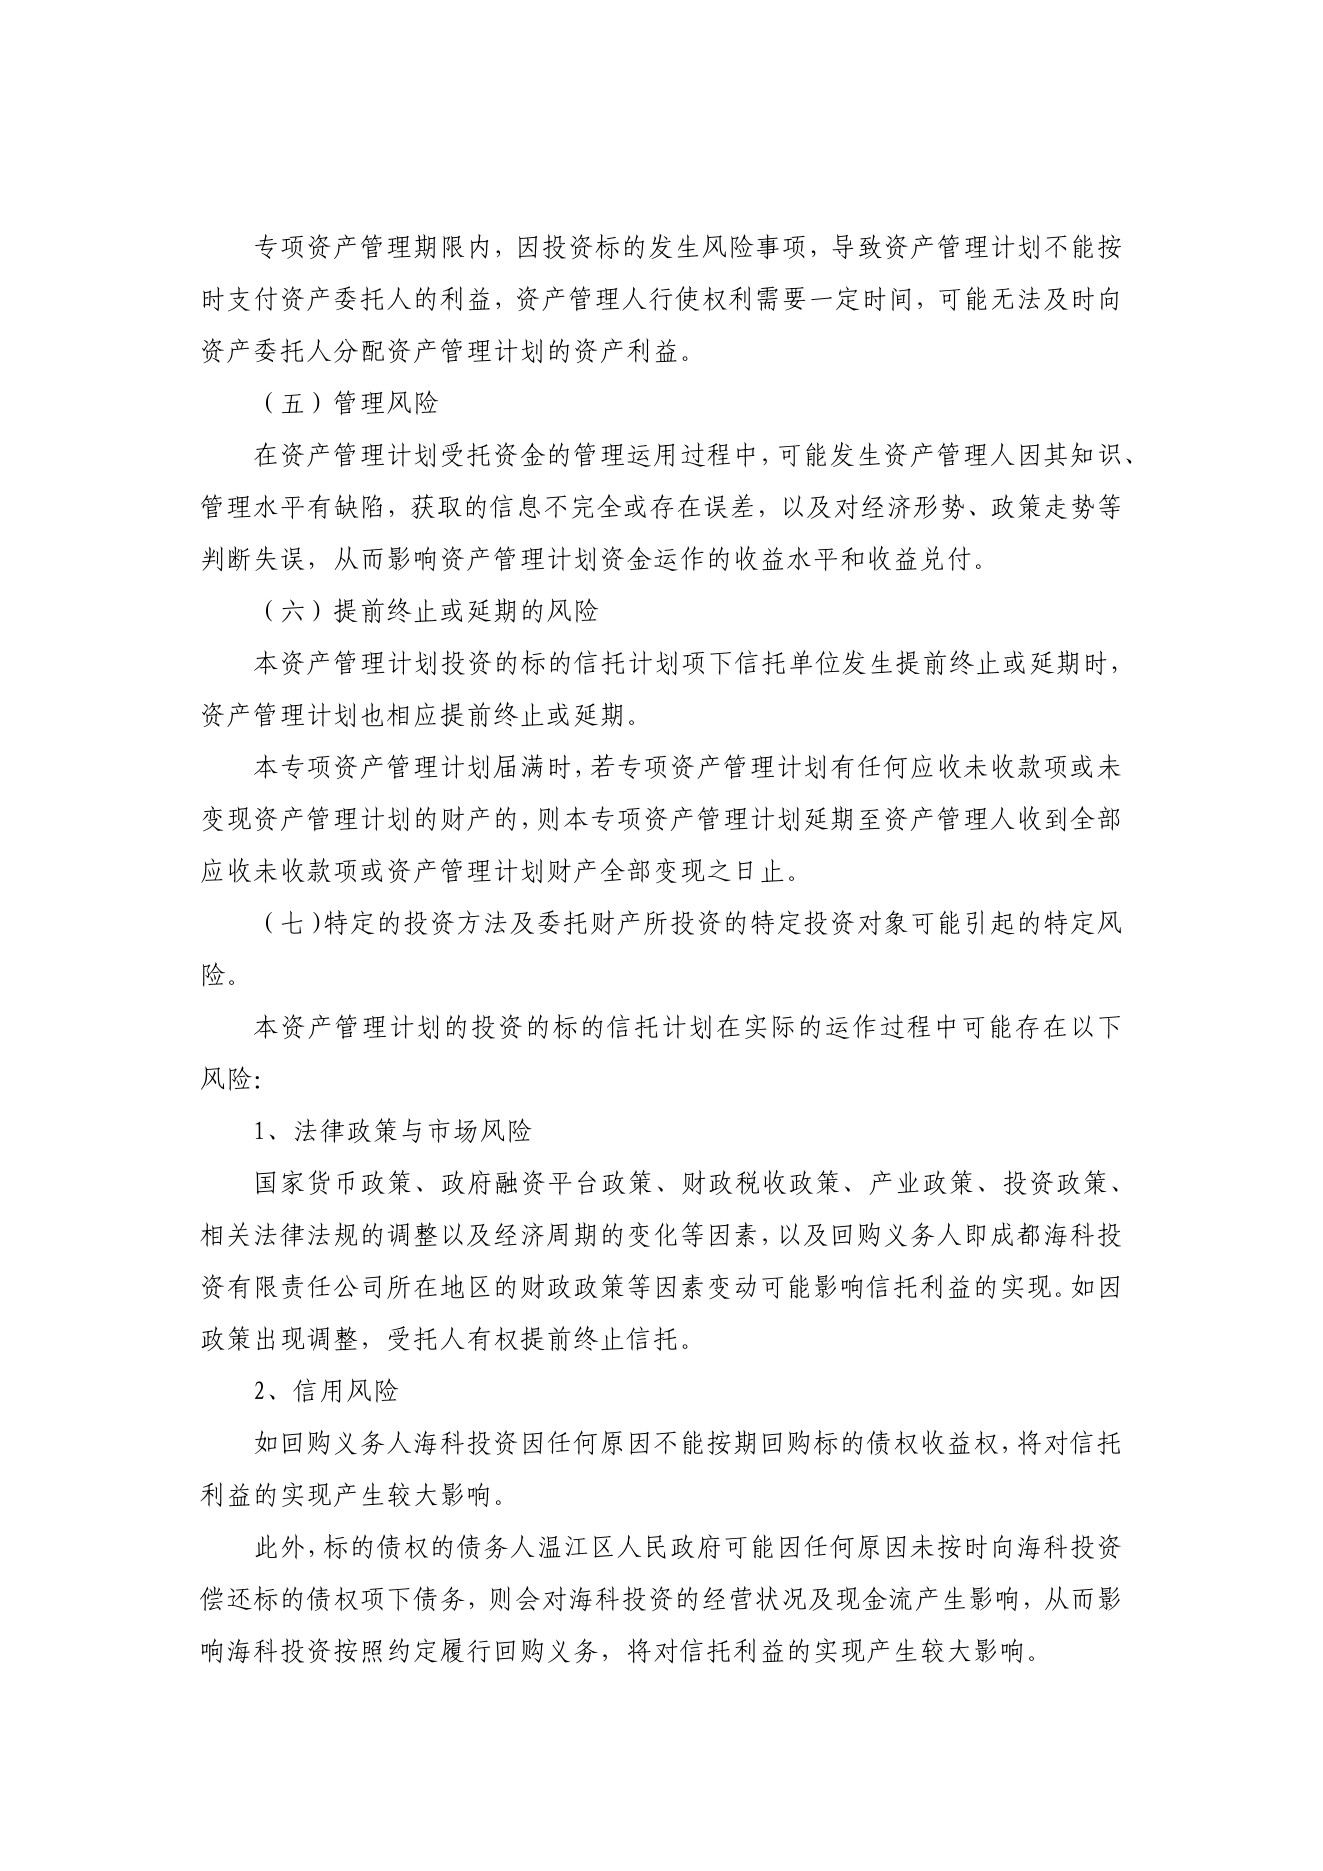 专项资产管理期限内，因投资标的发生风险事项，导致资产管理计划不能按
时支付资产委托人的利益，资产管理人行使权利需要一定时间，可能无法及时向
资产委托人分配资产管理计划的资产利益。
（五）管理风险
在资产管理计划受托资金的管理运用过程中，可能发生资产管理人因其知识、
管理水平有缺陷，获取的信息不完全或存在误差，以及对经济形势、政策走势等
判断失误，从而影响资产管理计划资金运作的收益水平和收益兑付。
（六）提前终止或延期的风险
本资产管理计划投资的标的信托计划项下信托单位发生提前终止或延期时，
资产管理计划也相应提前终止或延期。
本专项资产管理计划届满时，若专项资产管理计划有任何应收未收款项或未
变现资产管理计划的财产的，则本专项资产管理计划延期至资产管理人收到全部
应收未收款项或资产管理计划财产全部变现之日止。
（七)特定的投资方法及委托财产所投资的特定投资对象可能引起的特定风
险。
本资产管理计划的投资的标的信托计划在实际的运作过程中可能存在以下
风险：
1、法律政策与市场风险
国家货币政策、政府融资平台政策、财政税收政策、产业政策、投资政策、
相关法律法规的调整以及经济周期的变化等因素，以及回购义务人即成都海科投
资有限责任公司所在地区的财政政策等因素变动可能影响信托利益的实现。如因
政策出现调整，受托人有权提前终止信托。
2、信用风险
如回购义务人海科投资因任何原因不能按期回购标的债权收益权，将对信托
利益的实现产生较大影响。
此外，标的债权的债务人温江区人民政府可能因任何原因未按时向海科投资
偿还标的债权项下债务，则会对海科投资的经营状况及现金流产生影响，从而影
响海科投资按照约定履行回购义务，将对信托利益的实现产生较大影响。